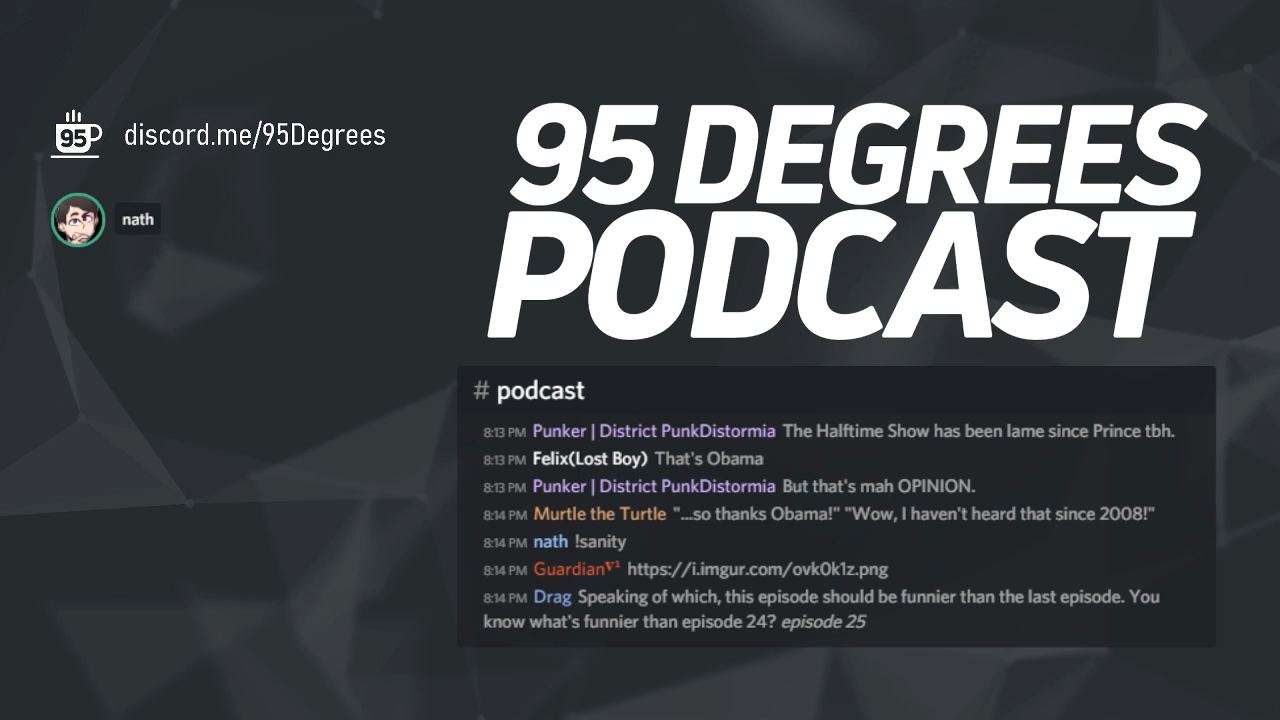 95 discord.me/95Degrees
nath
95 DEGREES
PODCAST
# podcast
8:13 PM Punker | District PunkDistormia The Halftime Show has been lame since Prince tbh.
8:13 PM Felix(Lost Boy) That's Obama
8:13 PM Punker | District PunkDistormia But that's mah OPINION.
8:14 PM Murtle the Turtle "...so thanks Obama!" "Wow, I haven't heard that since 2008!"
8:14 PM nath !sanity
8:14 PM Guardianⱽ¹ https://i.imgur.com/ovk0k1z.png
8:14 PM Drag Speaking of which, this episode should be funnier than the last episode. You
know what's funnier than episode 24? episode 25